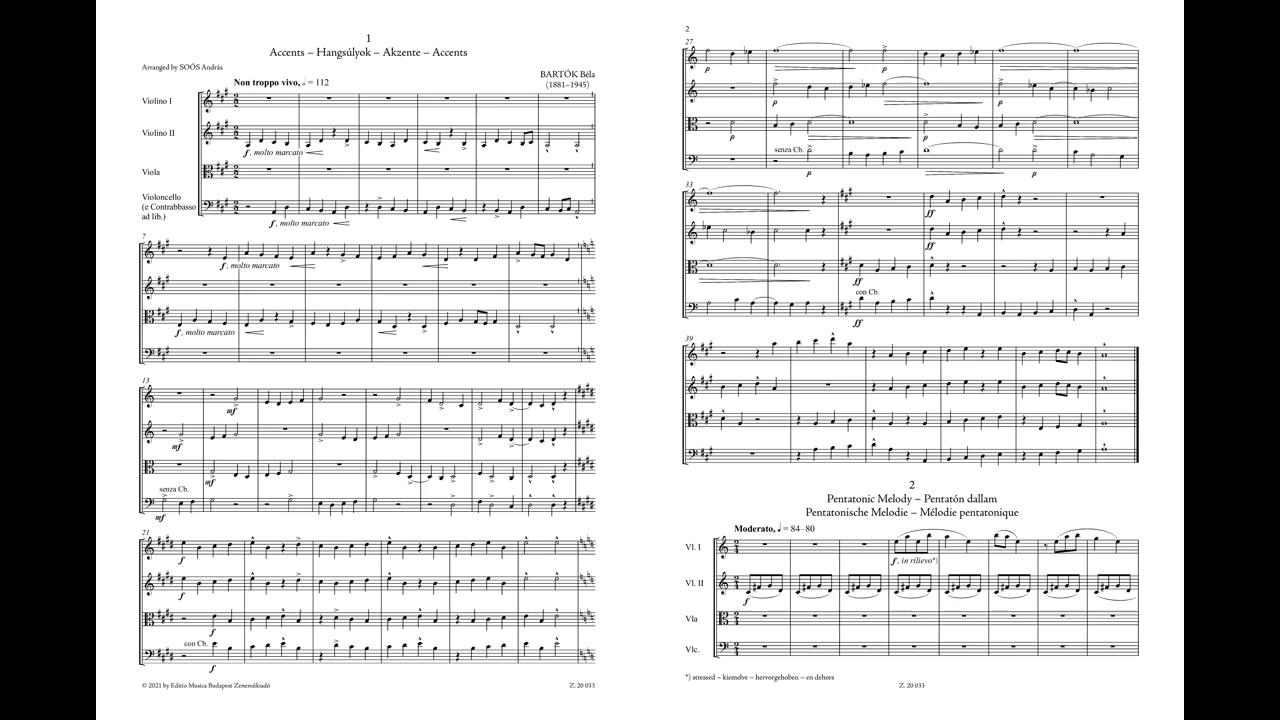 1
Accents – Hangsúlyok – Akzente – Accents
Arranged by SOÓS András
BARTÓK Béla
(1881–1945)
Non troppo vivo, 𝅗𝅥 = 112
Violino I
Violino II
f, molto marcato
Viola
Violoncello
(e Contrabbasso
ad lib.)
f, molto marcato
7
f, molto marcato
f, molto marcato
13
mf
mf
mf
senza Cb.
mf
21
f
f
f
con Cb.
f
© 2021 by Editio Musica Budapest Zeneműkiadó
Z. 20 033
2
27
p
p
p
p
p
p
senza Cb.
p
p
33
ff
ff
ff
con Cb.
ff
39
2
Pentatonic Melody – Pentatón dallam
Pentatonische Melodie – Mélodie pentatonique
Moderato, ♩ = 84–80
Vl. I
f, in rilievo*)
Vl. II
f
Vla
Vlc.
*) stressed – kiemelve – hervorgehoben – en dehors
Z. 20 033